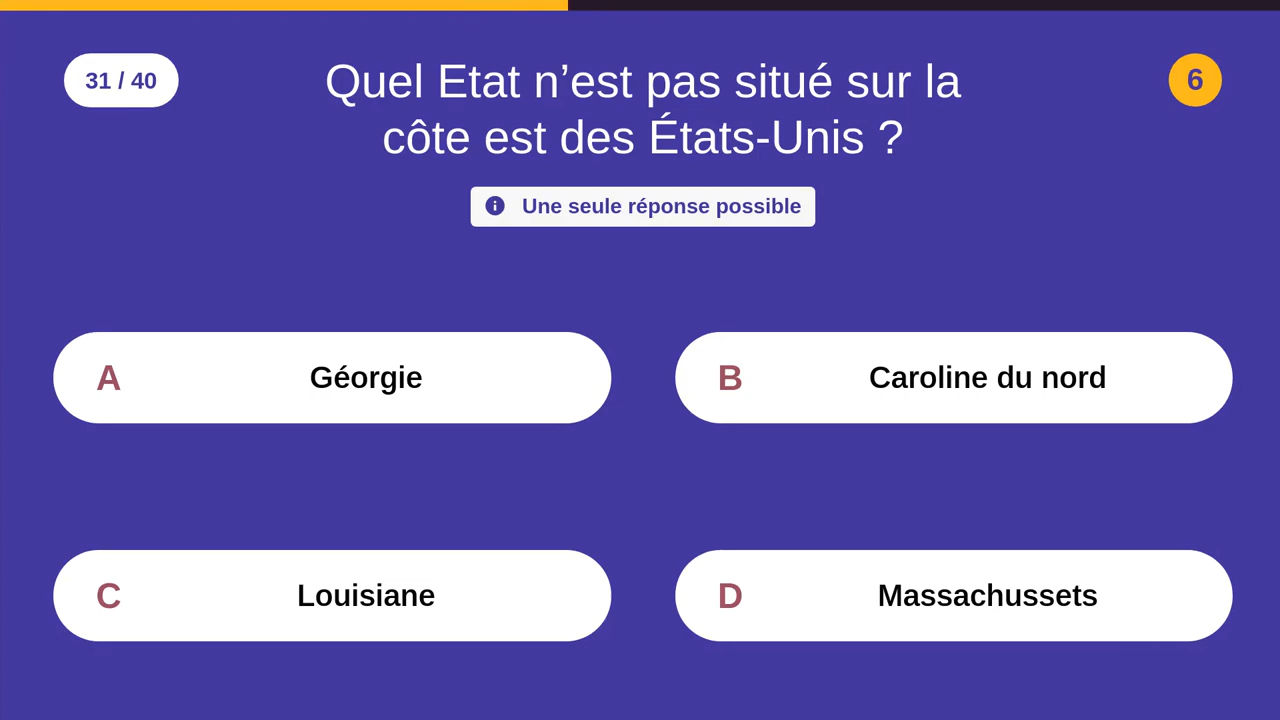 31 / 40
Quel Etat n’est pas situé sur la
côte est des États-Unis ?
6
Une seule réponse possible
A Géorgie
B Caroline du nord
C Louisiane
D Massachussets